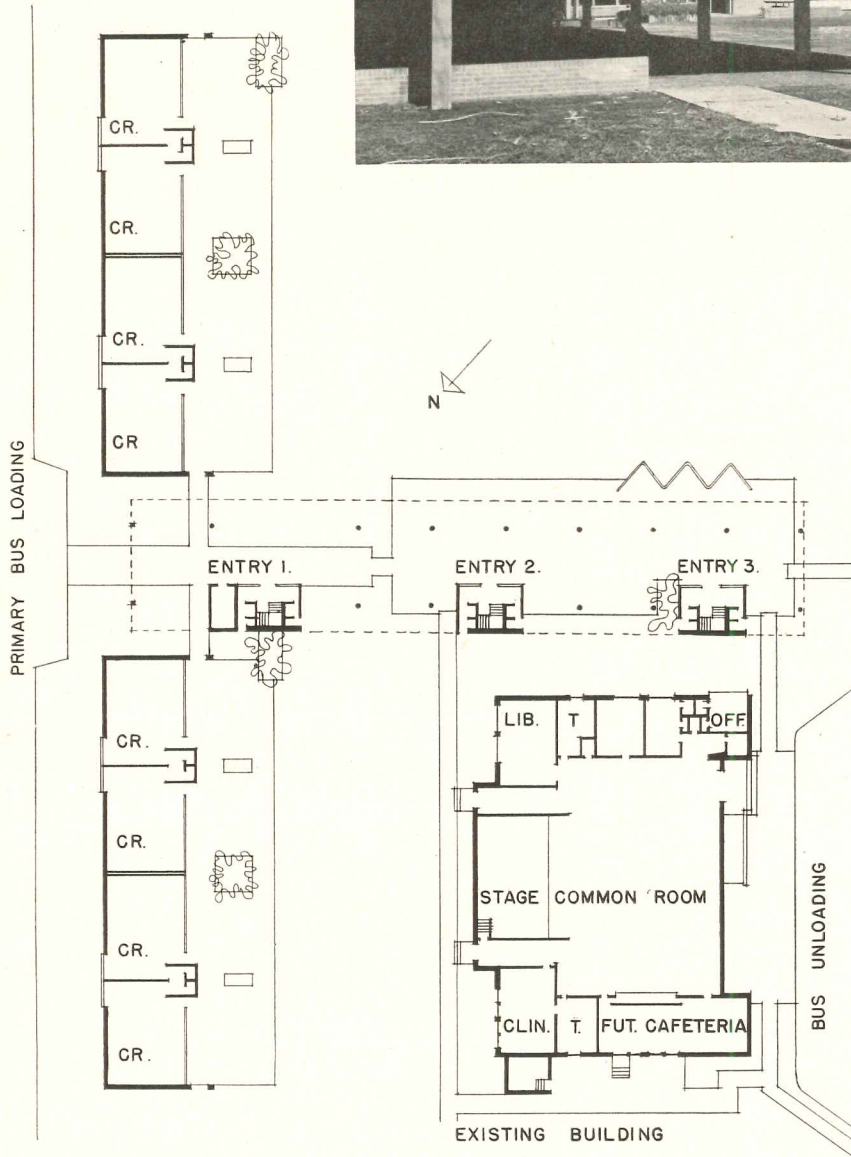 CR.
CR.
CR.
CR
N
PRIMARY BUS LOADING
ENTRY 1.
ENTRY 2.
ENTRY 3.
CR.
CR.
CR.
CR.
LIB.
T
OFF.
STAGE
COMMON ROOM
CLIN.
T.
FUT. CAFETERIA
BUS UNLOADING
EXISTING BUILDING